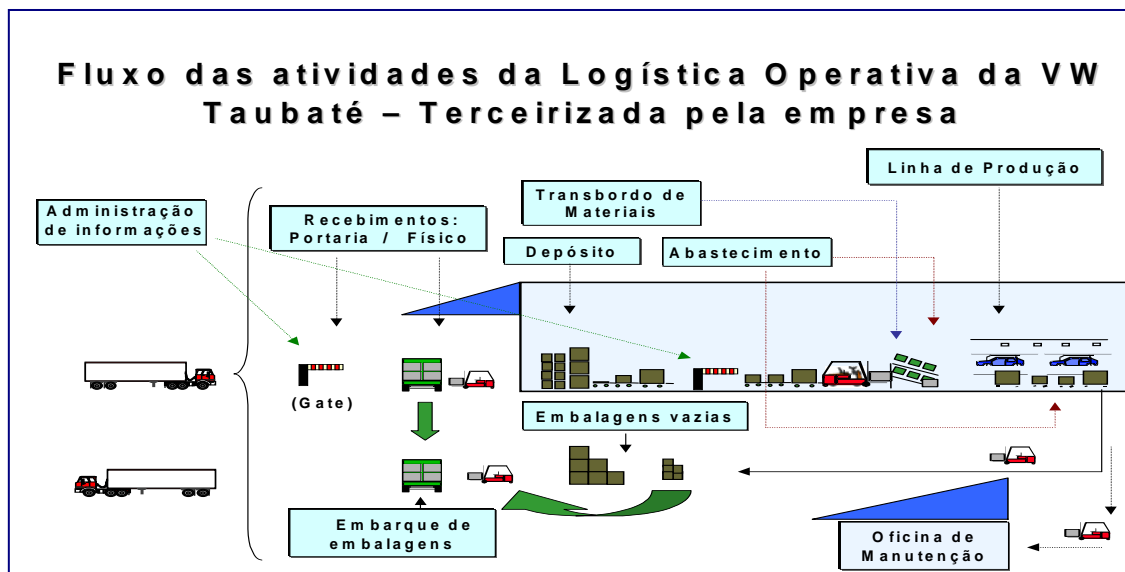 Fluxo das atividades da Logística Operativa da VW
Taubaté – Terceirizada pela empresa
Linha de Produção
Transbordo de
Materiais
Administração
de informações
Recebimentos:
Portaria / Físico
Depósito
Abastecimento
(Gate)
Embalagens vazias
Embarque de
embalagens
Oficina de
Manutenção